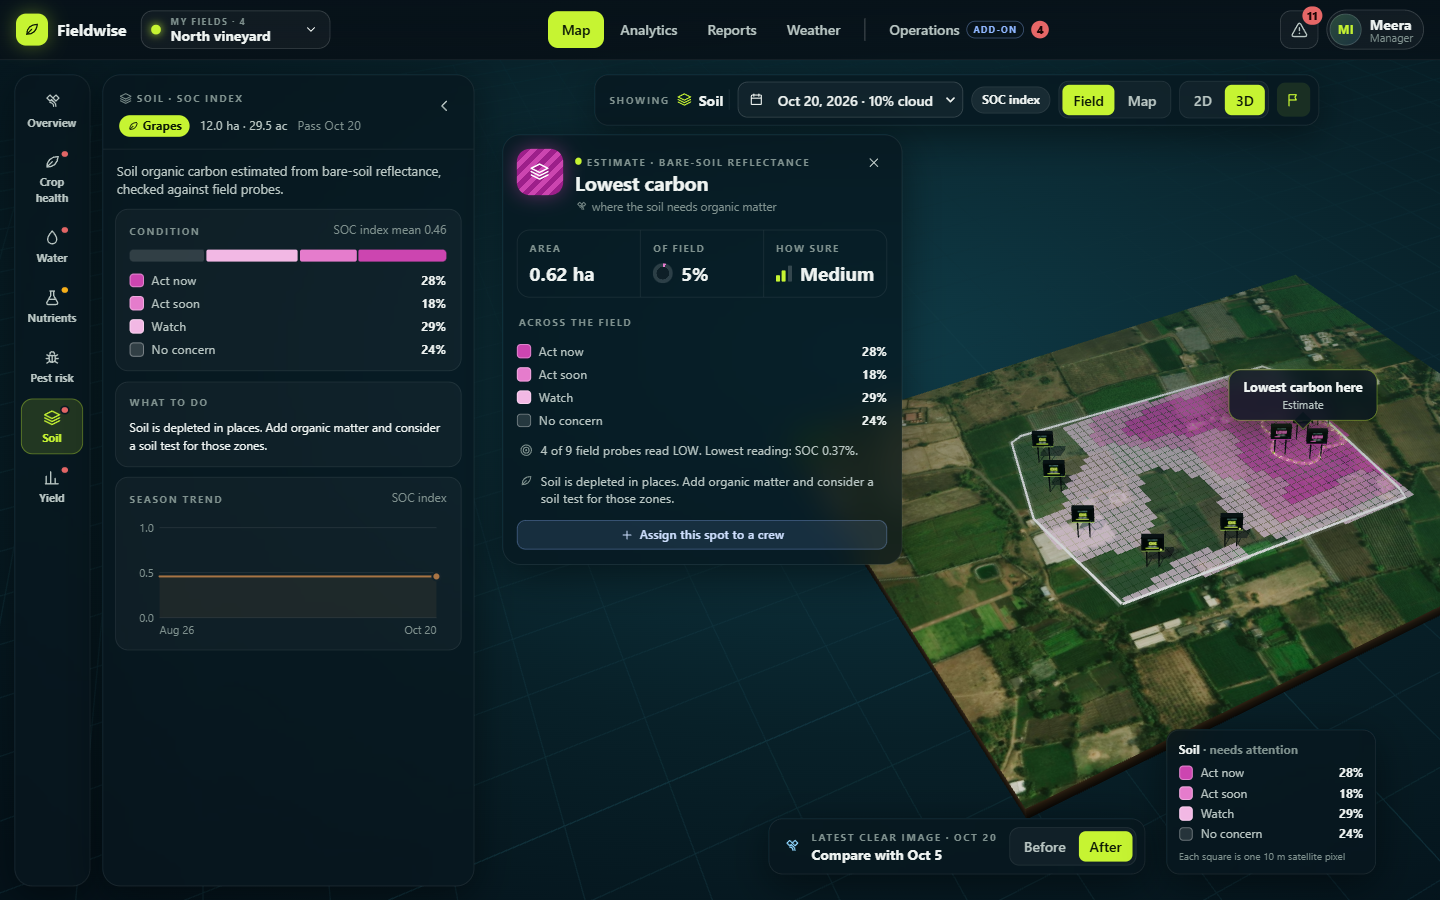 Fieldwise
MY FIELDS · 4
North vineyard
Map
Analytics
Reports
Weather
Operations
ADD-ON
4
11
MI
Meera
Manager
Overview
Crop
health
Water
Nutrients
Pest risk
Soil
Yield
SOIL · SOC INDEX
Grapes
12.0 ha · 29.5 ac
Pass Oct 20
Soil organic carbon estimated from bare-soil reflectance,
checked against field probes.
CONDITION
SOC index mean 0.46
Act now 28%
Act soon 18%
Watch 29%
No concern 24%
WHAT TO DO
Soil is depleted in places. Add organic matter and consider
a soil test for those zones.
SEASON TREND
SOC index
1.0
0.5
0.0
Aug 26
Oct 20
SHOWING
Soil
Oct 20, 2026 · 10% cloud
SOC index
Field
Map
2D
3D
ESTIMATE · BARE-SOIL REFLECTANCE
Lowest carbon
where the soil needs organic matter
AREA
0.62 ha
OF FIELD
5%
HOW SURE
Medium
ACROSS THE FIELD
Act now 28%
Act soon 18%
Watch 29%
No concern 24%
4 of 9 field probes read LOW. Lowest reading: SOC 0.37%.
Soil is depleted in places. Add organic matter and consider a
soil test for those zones.
+ Assign this spot to a crew
Lowest carbon here
Estimate
LATEST CLEAR IMAGE · OCT 20
Compare with Oct 5
Before
After
Soil · needs attention
Act now 28%
Act soon 18%
Watch 29%
No concern 24%
Each square is one 10 m satellite pixel